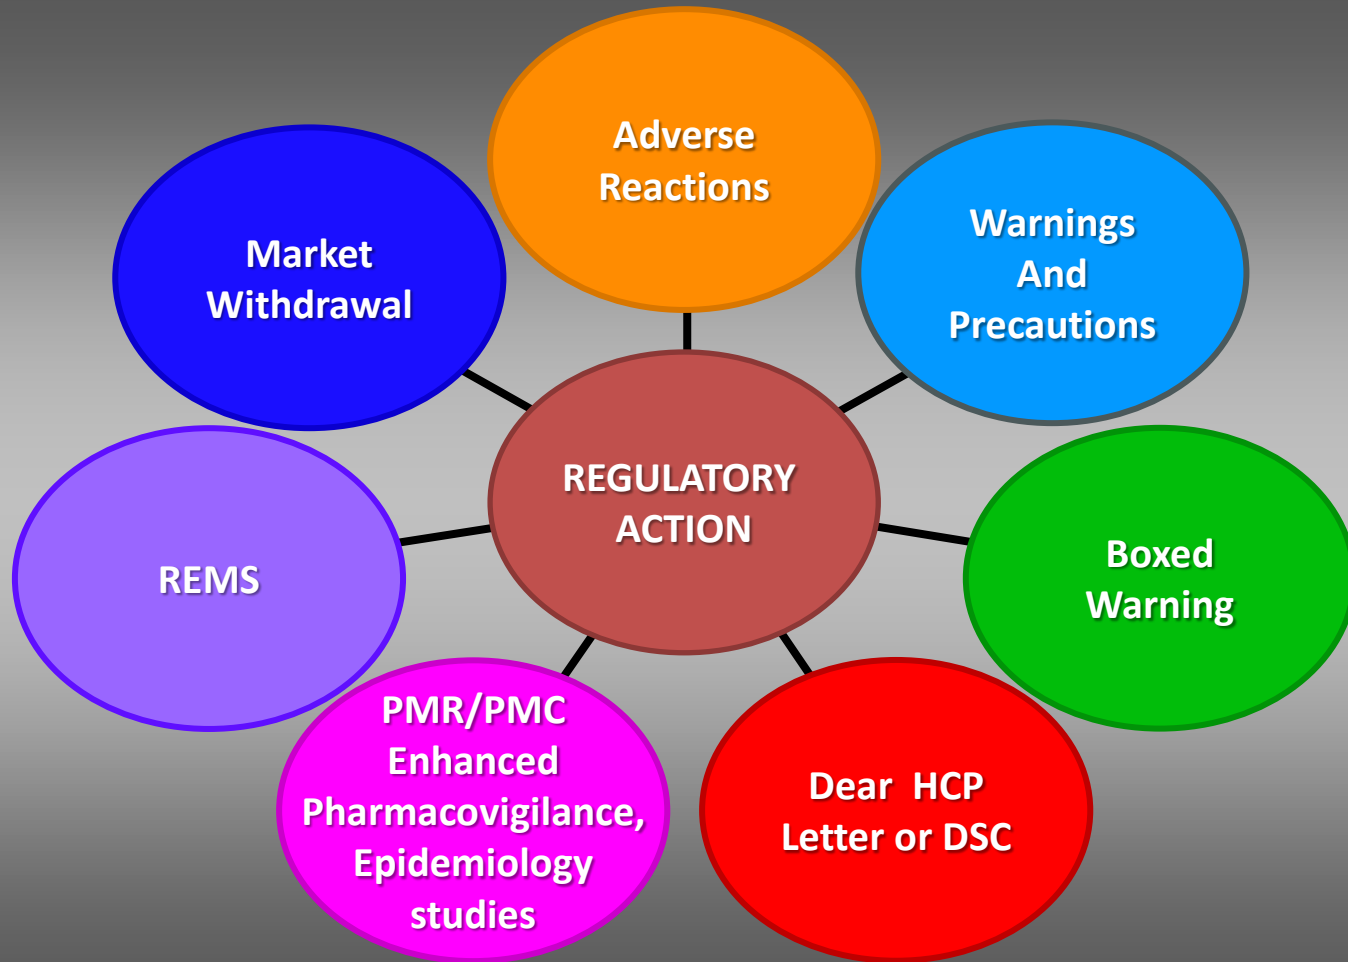 Adverse
Reactions
Warnings
And
Precautions
Market
Withdrawal
REGULATORY
ACTION
Boxed
Warning
REMS
PMR/PMC
Enhanced
Pharmacovigilance,
Epidemiology
studies
Dear  HCP
Letter or DSC